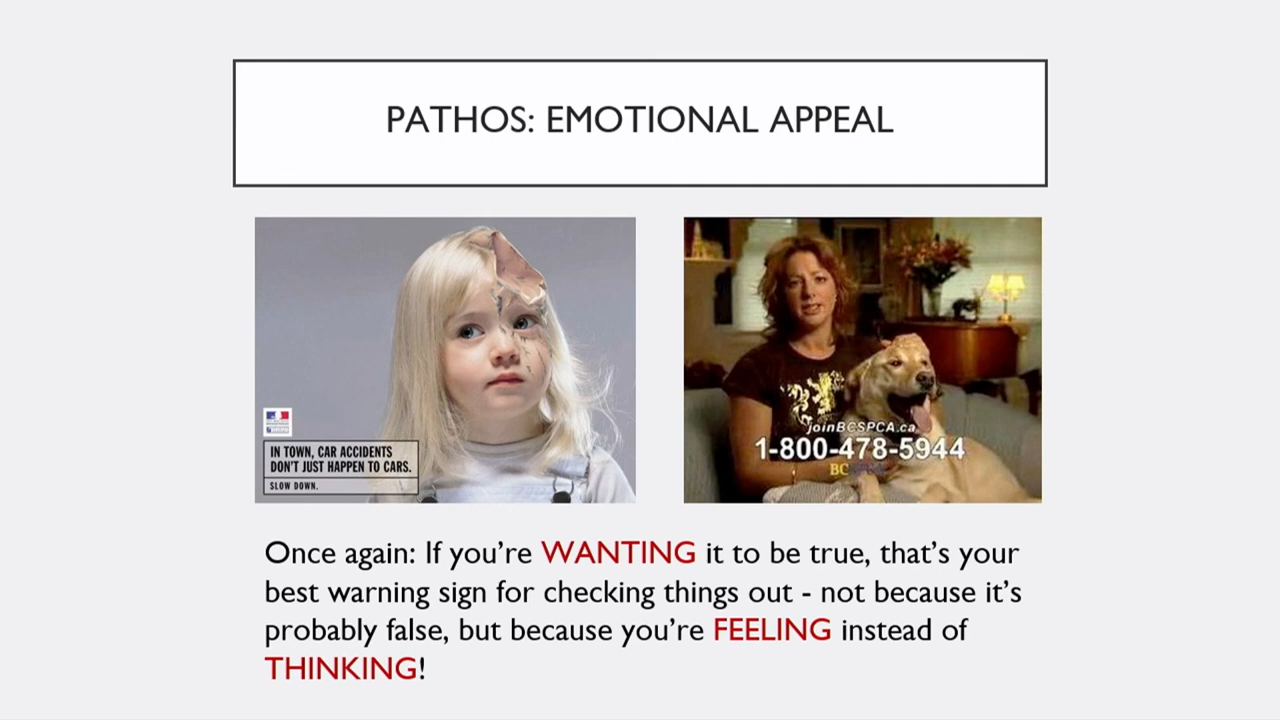 PATHOS: EMOTIONAL APPEAL
IN TOWN, CAR ACCIDENTS
DON'T JUST HAPPEN TO CARS.
SLOW DOWN.
joinBCSPCA.ca
1-800-478-5944
BC
Once again: If you're WANTING it to be true, that's your
best warning sign for checking things out - not because it's
probably false, but because you're FEELING instead of
THINKING!